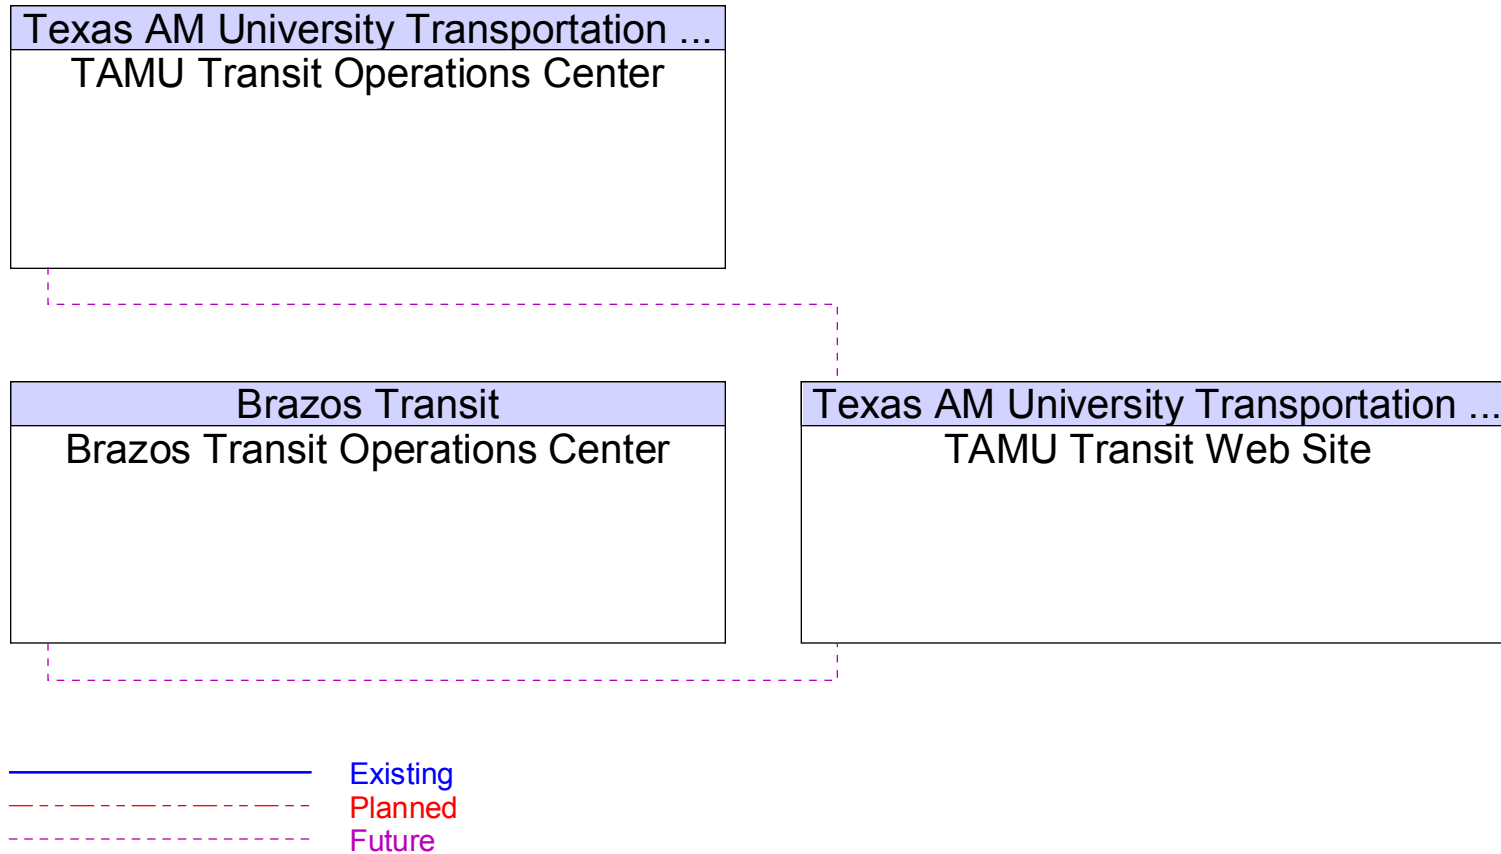 Texas AM University Transportation ...
TAMU Transit Operations Center
Brazos Transit
Brazos Transit Operations Center
Texas AM University Transportation ...
TAMU Transit Web Site
Existing
Planned
Future